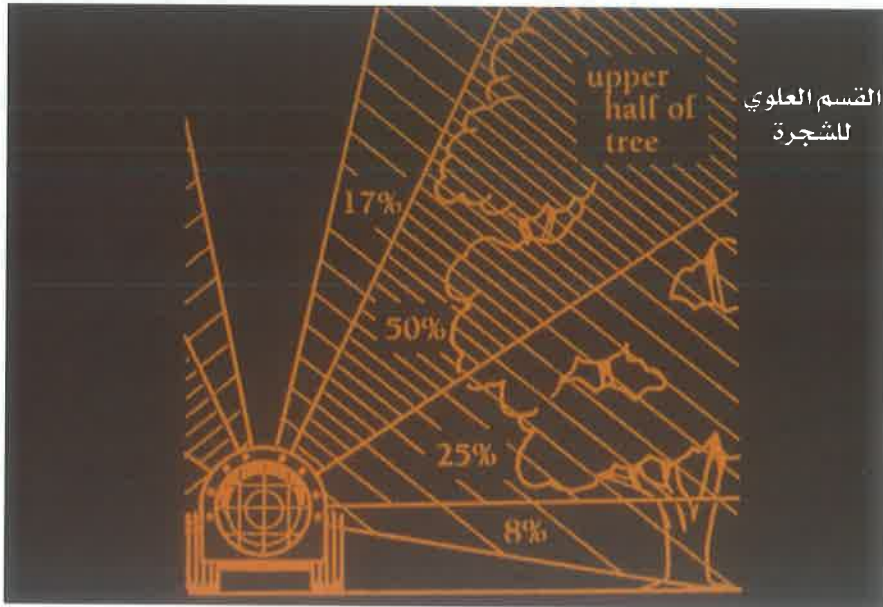 upper
half of
tree
القسم العلوي
للشجرة
17%
50%
25%
8%